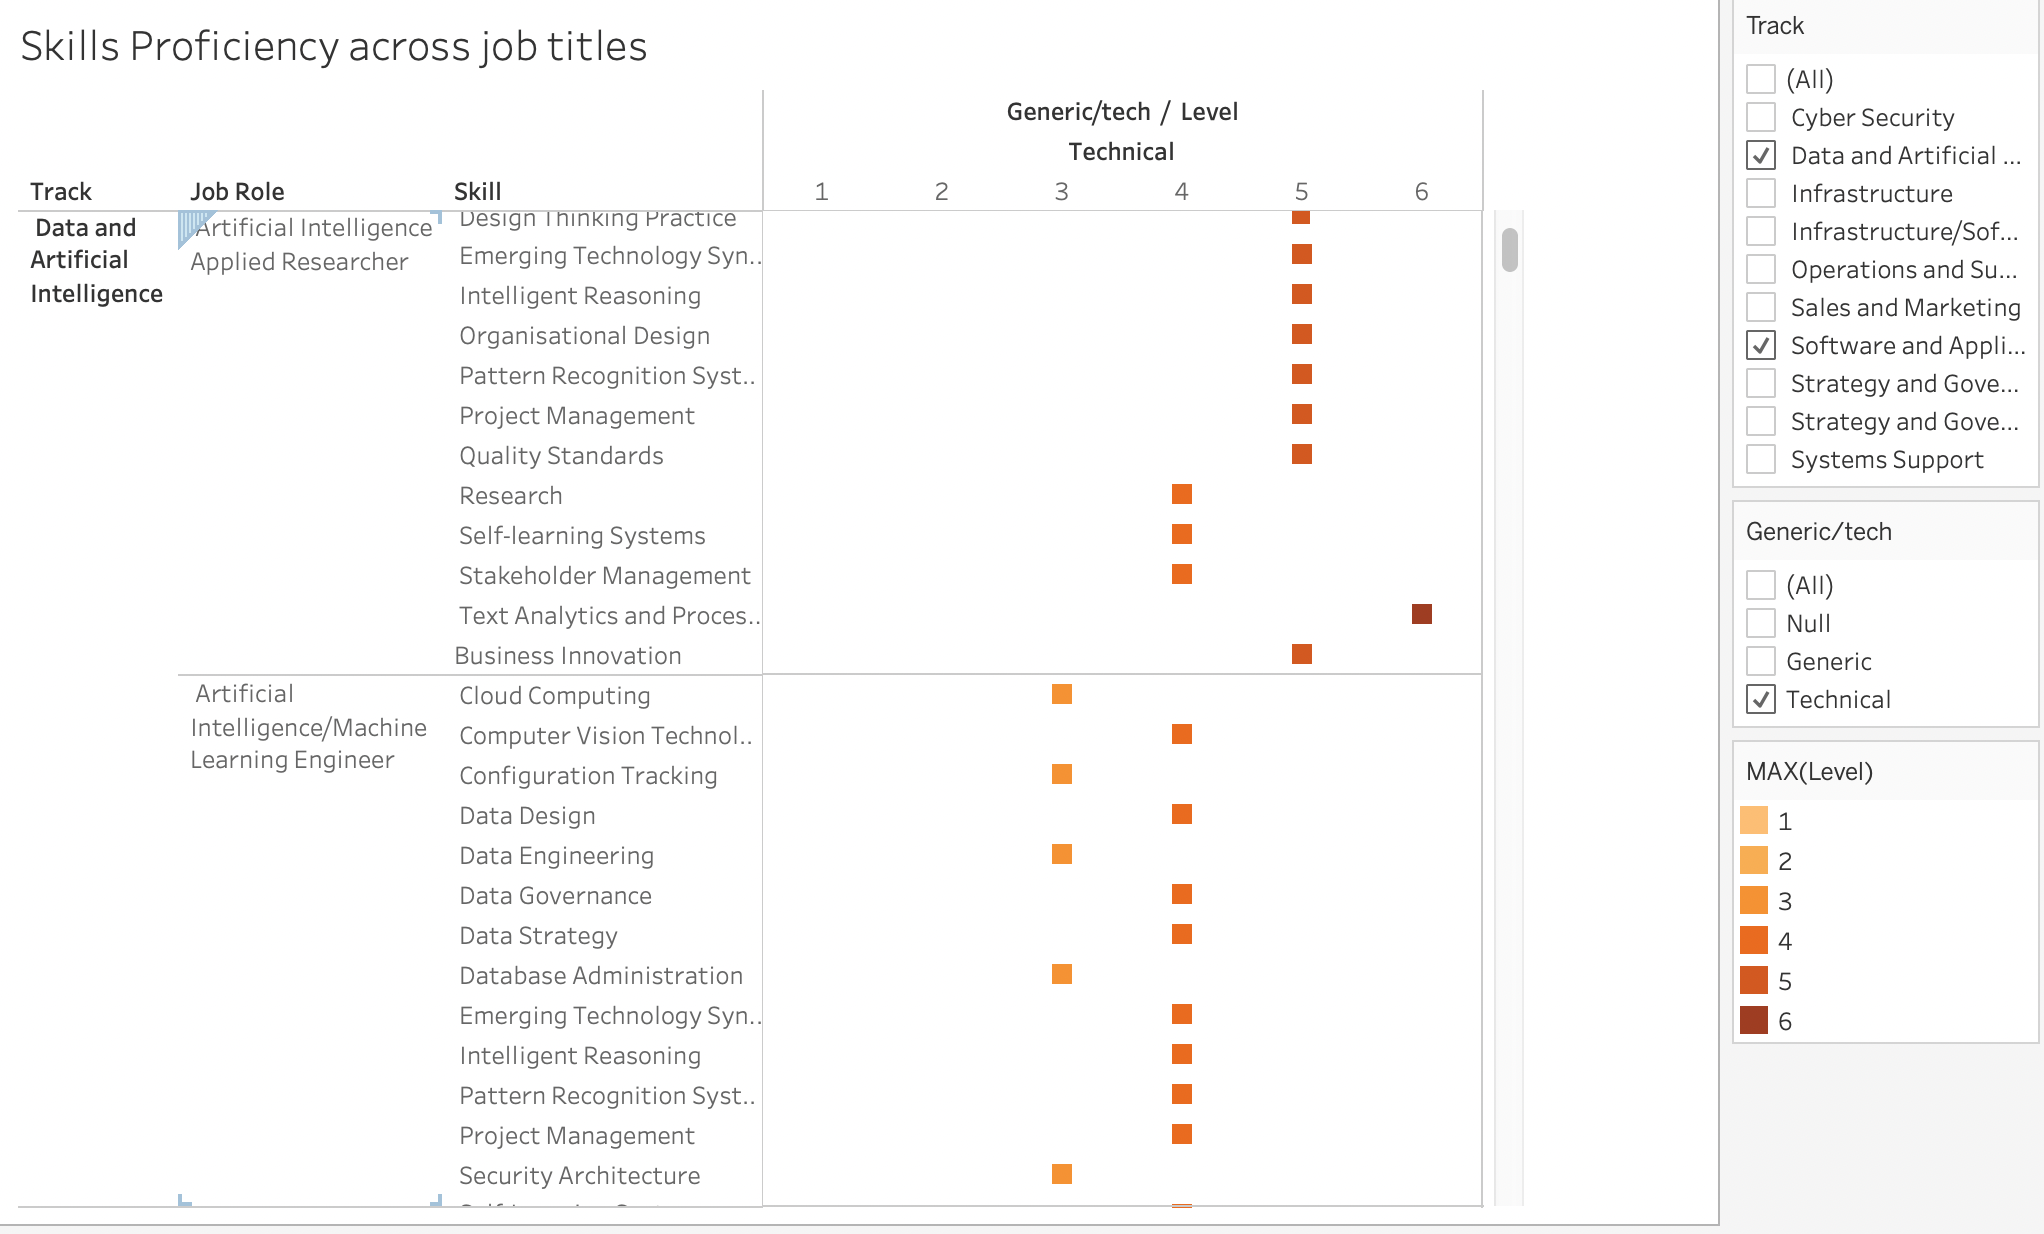 Skills Proficiency across job titles
Generic/tech / Level
Technical
Track Job Role Skill 1 2 3 4 5 6
Data and Artificial Intelligence
Artificial Intelligence Applied Researcher
Design Thinking Practice
Emerging Technology Syn..
Intelligent Reasoning
Organisational Design
Pattern Recognition Syst..
Project Management
Quality Standards
Research
Self-learning Systems
Stakeholder Management
Text Analytics and Proces..
Business Innovation
Artificial Intelligence/Machine Learning Engineer
Cloud Computing
Computer Vision Technol..
Configuration Tracking
Data Design
Data Engineering
Data Governance
Data Strategy
Database Administration
Emerging Technology Syn..
Intelligent Reasoning
Pattern Recognition Syst..
Project Management
Security Architecture
Track
(All)
Cyber Security
Data and Artificial ...
Infrastructure
Infrastructure/Sof...
Operations and Su...
Sales and Marketing
Software and Appli...
Strategy and Gove...
Strategy and Gove...
Systems Support
Generic/tech
(All)
Null
Generic
Technical
MAX(Level)
1
2
3
4
5
6